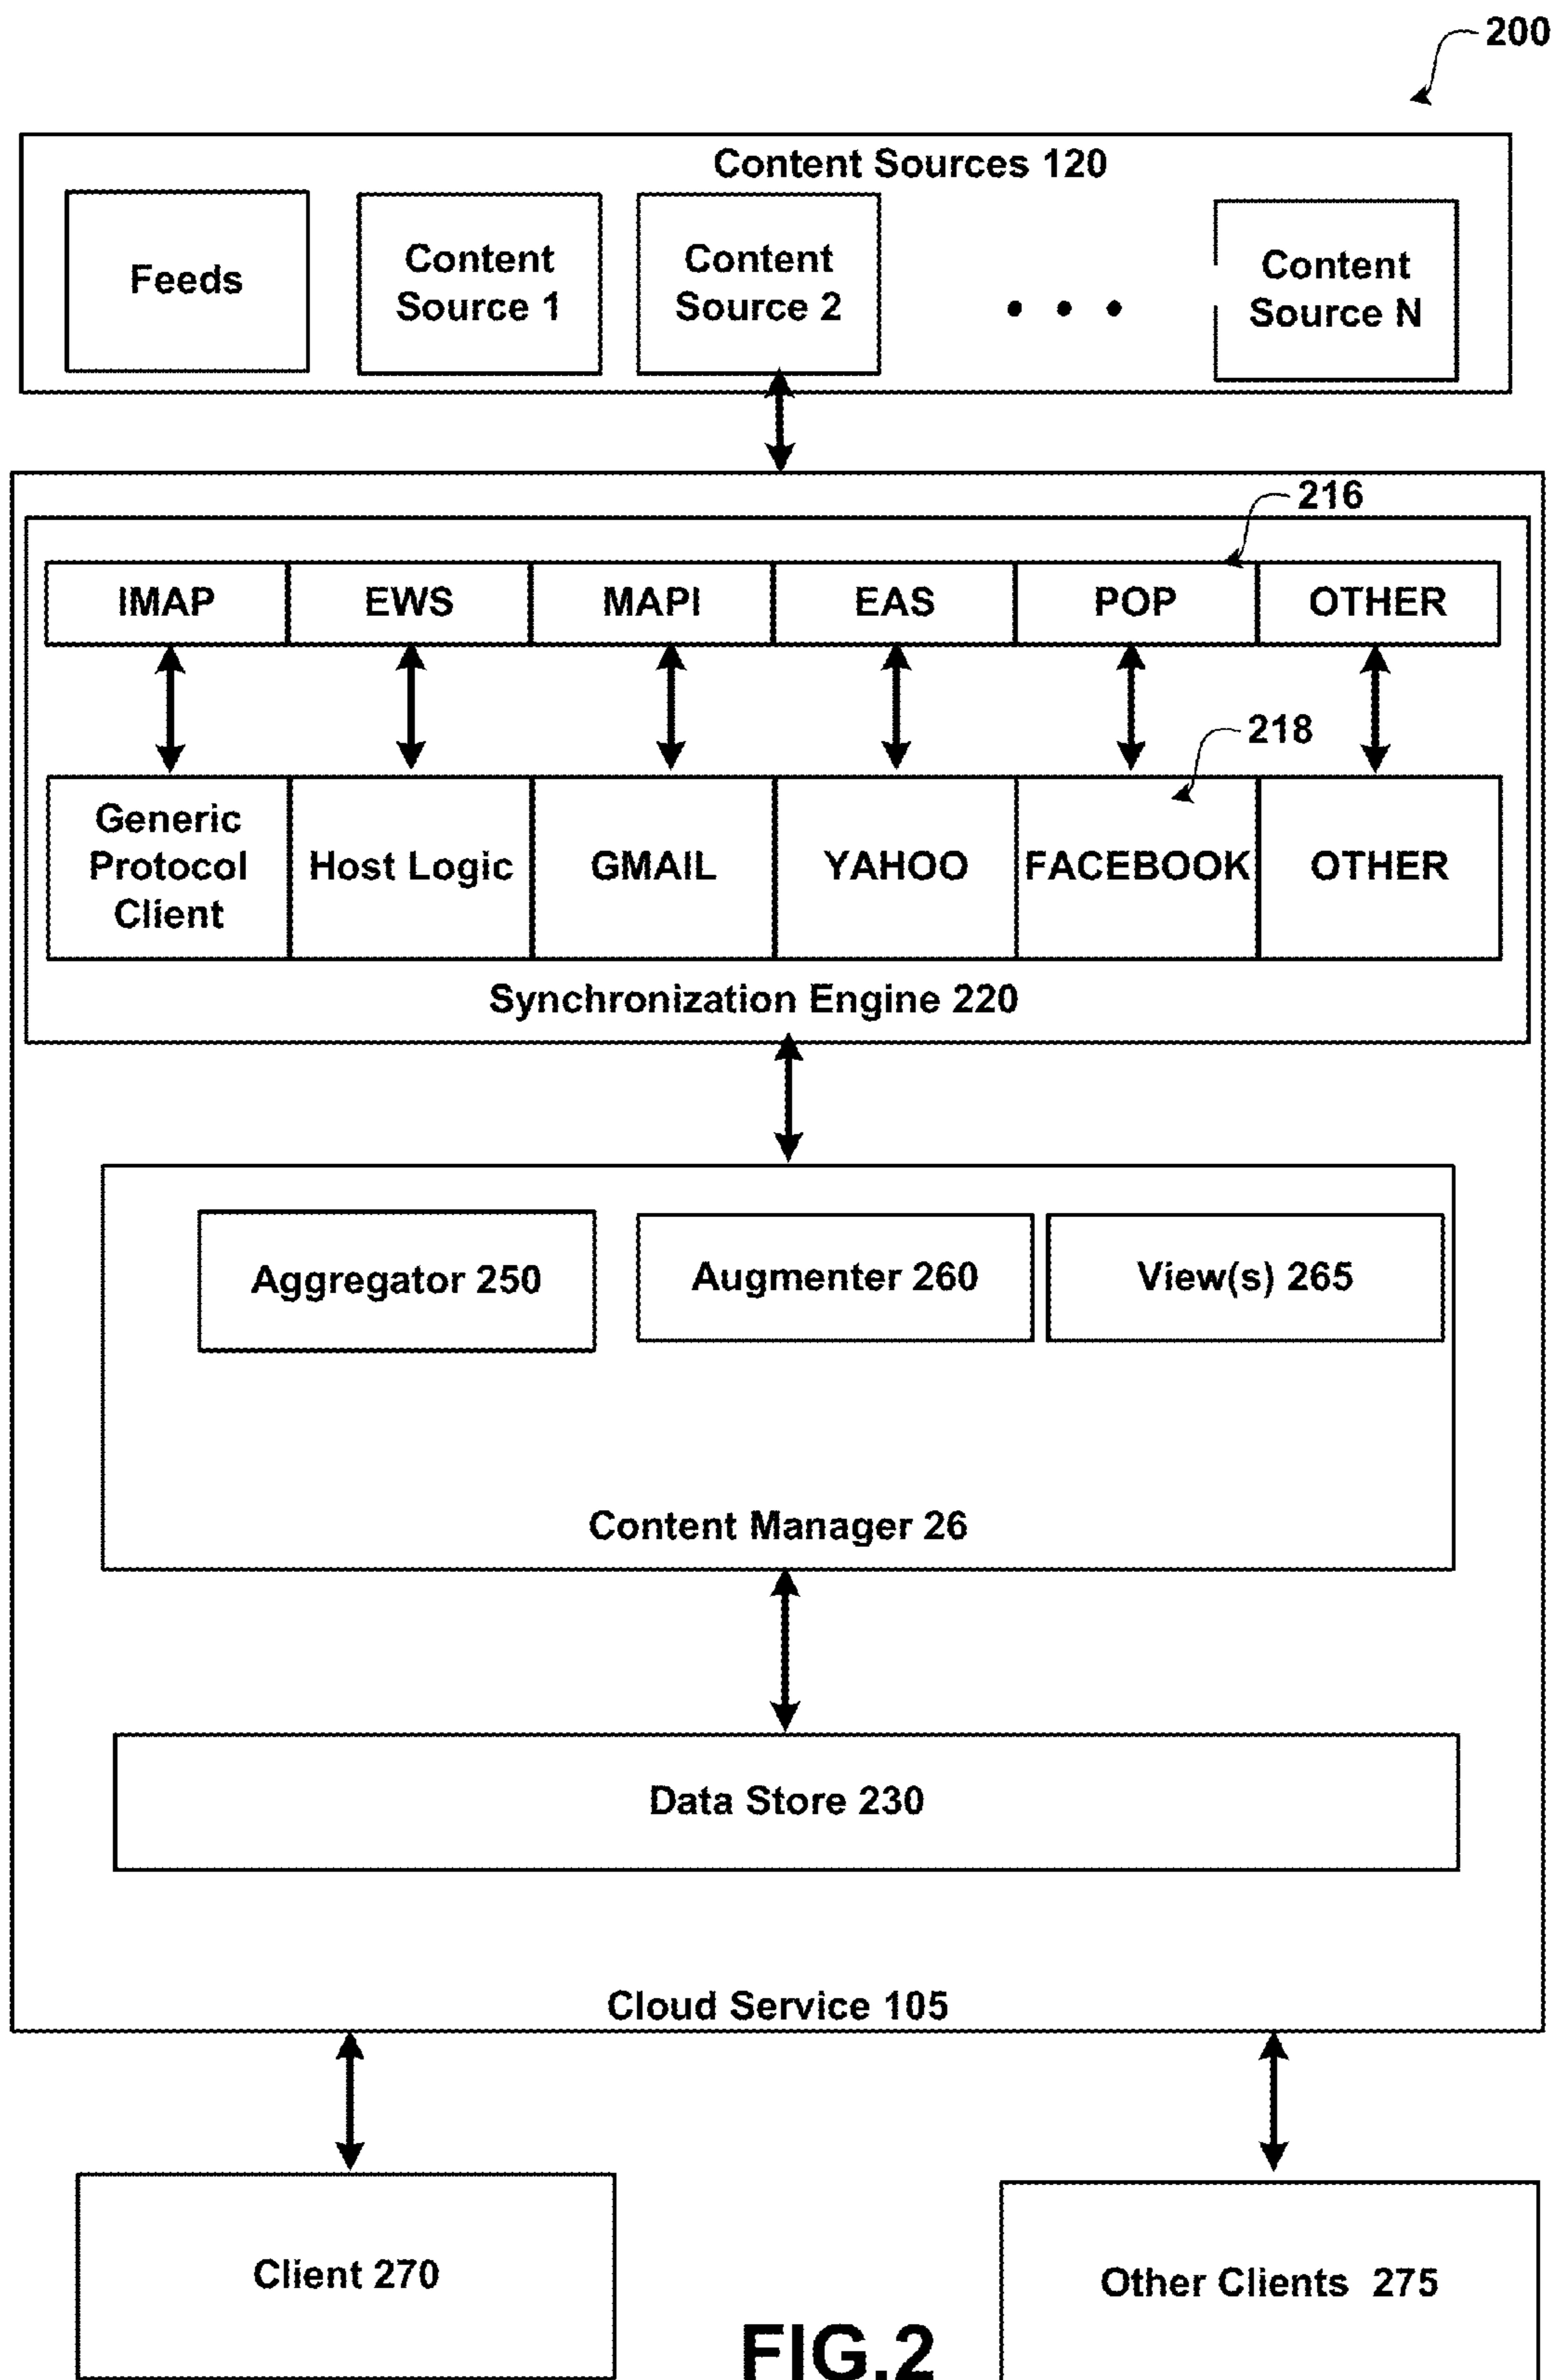 200
Content Sources 120
Feeds
Content
Source 1
Content
Source 2
• • •
Content
Source N
216
IMAP
EWS
MAPI
EAS
POP
OTHER
218
Generic
Protocol
Client
Host Logic
GMAIL
YAHOO
FACEBOOK
OTHER
Synchronization Engine 220
Aggregator 250
Augmenter 260
View(s) 265
Content Manager 26
Data Store 230
Cloud Service 105
Client 270
Other Clients 275
FIG.2